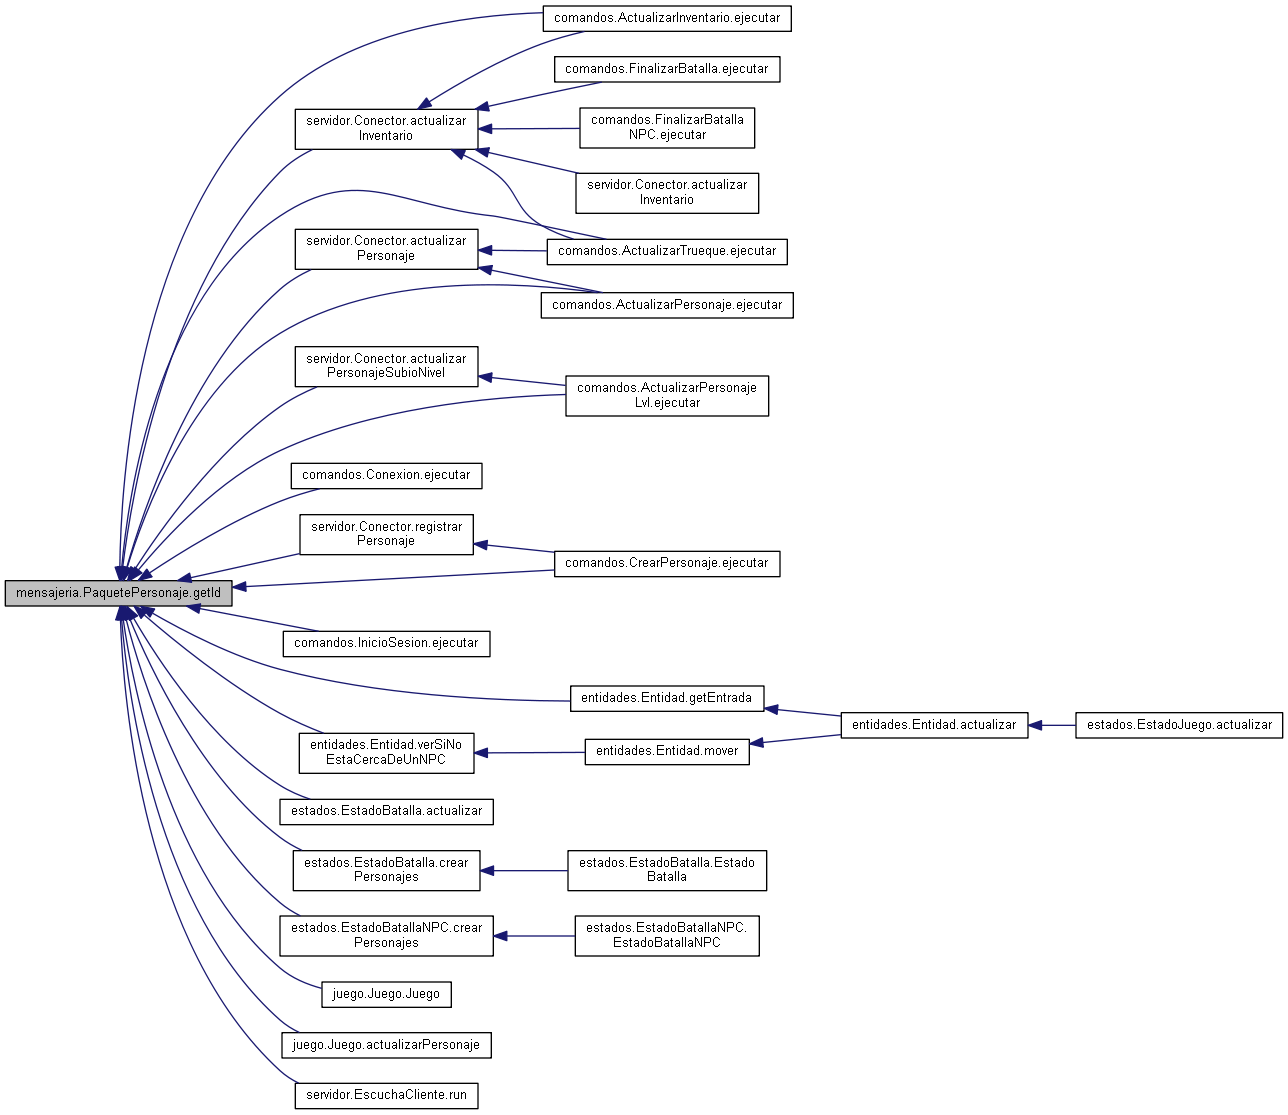 comandos.ActualizarInventario.ejecutar
comandos.FinalizarBatalla.ejecutar
servidor.Conector.actualizar
Inventario
comandos.FinalizarBatalla
NPC.ejecutar
servidor.Conector.actualizar
Inventario
servidor.Conector.actualizar
Personaje
comandos.ActualizarTrueque.ejecutar
comandos.ActualizarPersonaje.ejecutar
servidor.Conector.actualizar
PersonajeSubioNivel
comandos.ActualizarPersonaje
Lvl.ejecutar
comandos.Conexion.ejecutar
servidor.Conector.registrar
Personaje
comandos.CrearPersonaje.ejecutar
mensajeria.PaquetePersonaje.getId
comandos.InicioSesion.ejecutar
entidades.Entidad.getEntrada
entidades.Entidad.actualizar
estados.EstadoJuego.actualizar
entidades.Entidad.verSiNo
EstaCercaDeUnNPC
entidades.Entidad.mover
estados.EstadoBatalla.actualizar
estados.EstadoBatalla.crear
Personajes
estados.EstadoBatalla.Estado
Batalla
estados.EstadoBatallaNPC.crear
Personajes
estados.EstadoBatallaNPC.
EstadoBatallaNPC
juego.Juego.Juego
juego.Juego.actualizarPersonaje
servidor.EscuchaCliente.run